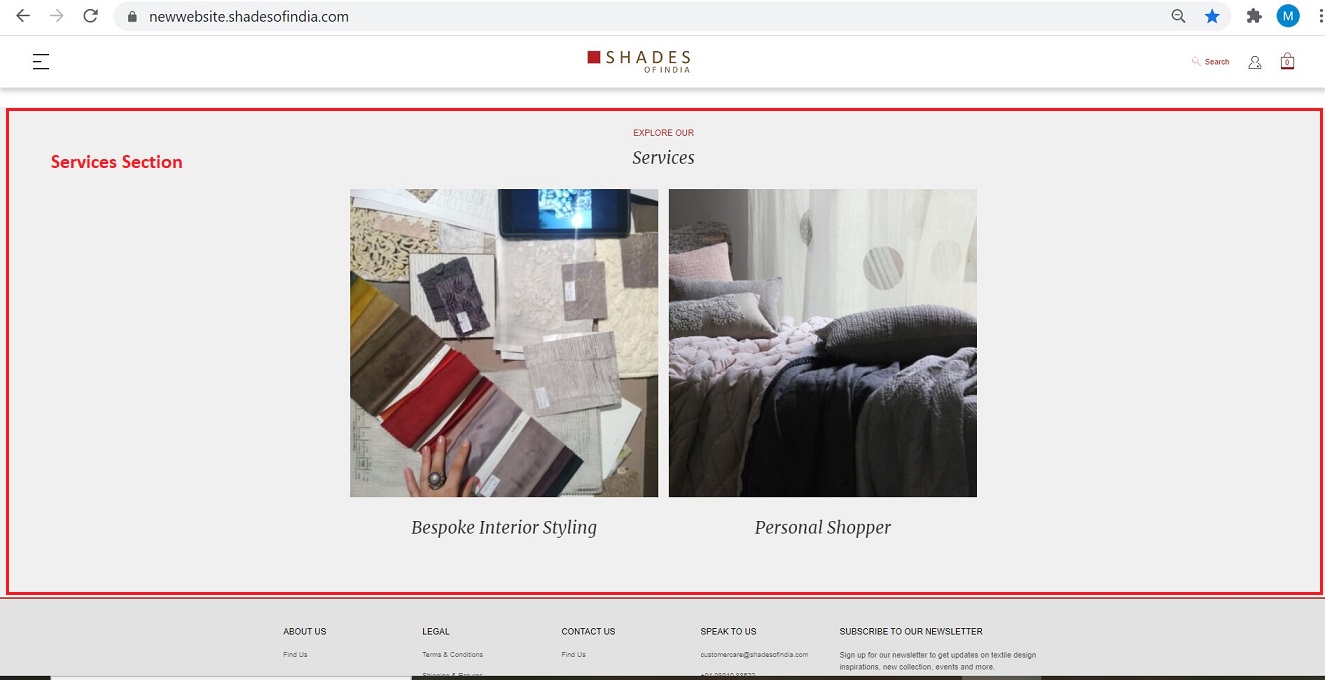 newwebsite.shadesofindia.com
M
SHADES
OF INDIA
Search
0
EXPLORE OUR
Services Section
Services
Bespoke Interior Styling
Personal Shopper
ABOUT US
LEGAL
CONTACT US
SPEAK TO US
SUBSCRIBE TO OUR NEWSLETTER
Find Us
Terms & Conditions
Find Us
customercare@shadesofindia.com
Sign up for our newsletter to get updates on textile design
inspirations, new collection, events and more.
Shipping & Returns